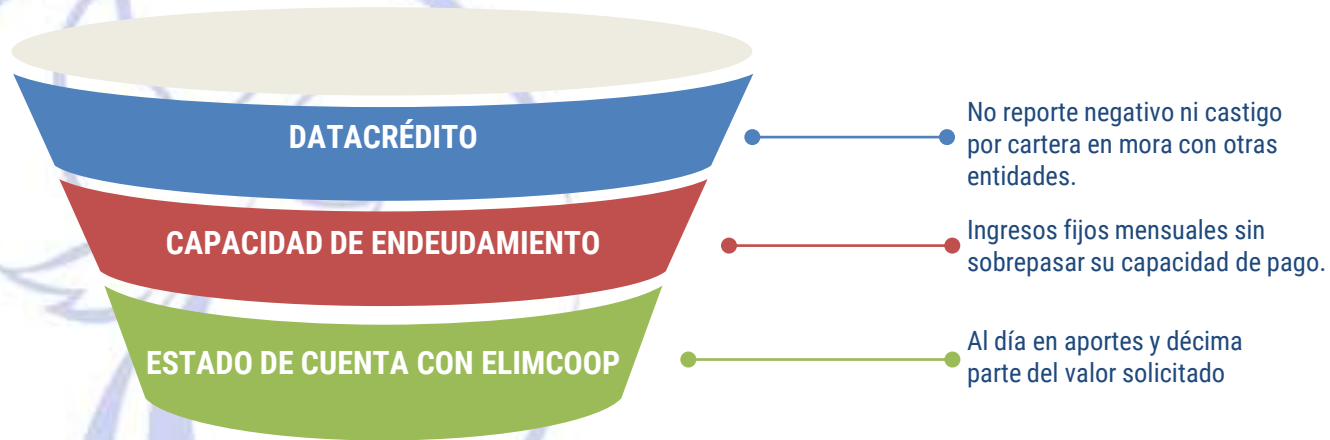 DATACRÉDITO
No reporte negativo ni castigo
por cartera en mora con otras
entidades.
CAPACIDAD DE ENDEUDAMIENTO
Ingresos fijos mensuales sin
sobrepasar su capacidad de pago.
ESTADO DE CUENTA CON ELIMCOOP
Al día en aportes y décima
parte del valor solicitado